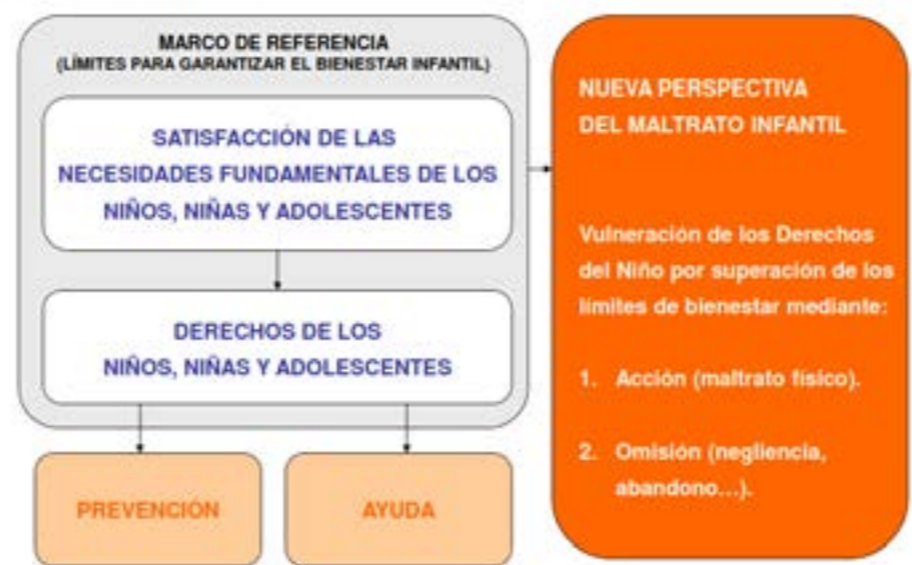 MARCO DE REFERENCIA
(LÍMITES PARA GARANTIZAR EL BIENESTAR INFANTIL)
SATISFACCIÓN DE LAS
NECESIDADES FUNDAMENTALES DE LOS
NIÑOS, NIÑAS Y ADOLESCENTES
DERECHOS DE LOS
NIÑOS, NIÑAS Y ADOLESCENTES
PREVENCIÓN
AYUDA
NUEVA PERSPECTIVA
DEL MALTRATO INFANTIL
Vulneración de los Derechos
del Niño por superación de los
límites de bienestar mediante:
1. Acción (maltrato físico).
2. Omisión (negliencia,
abandono...).